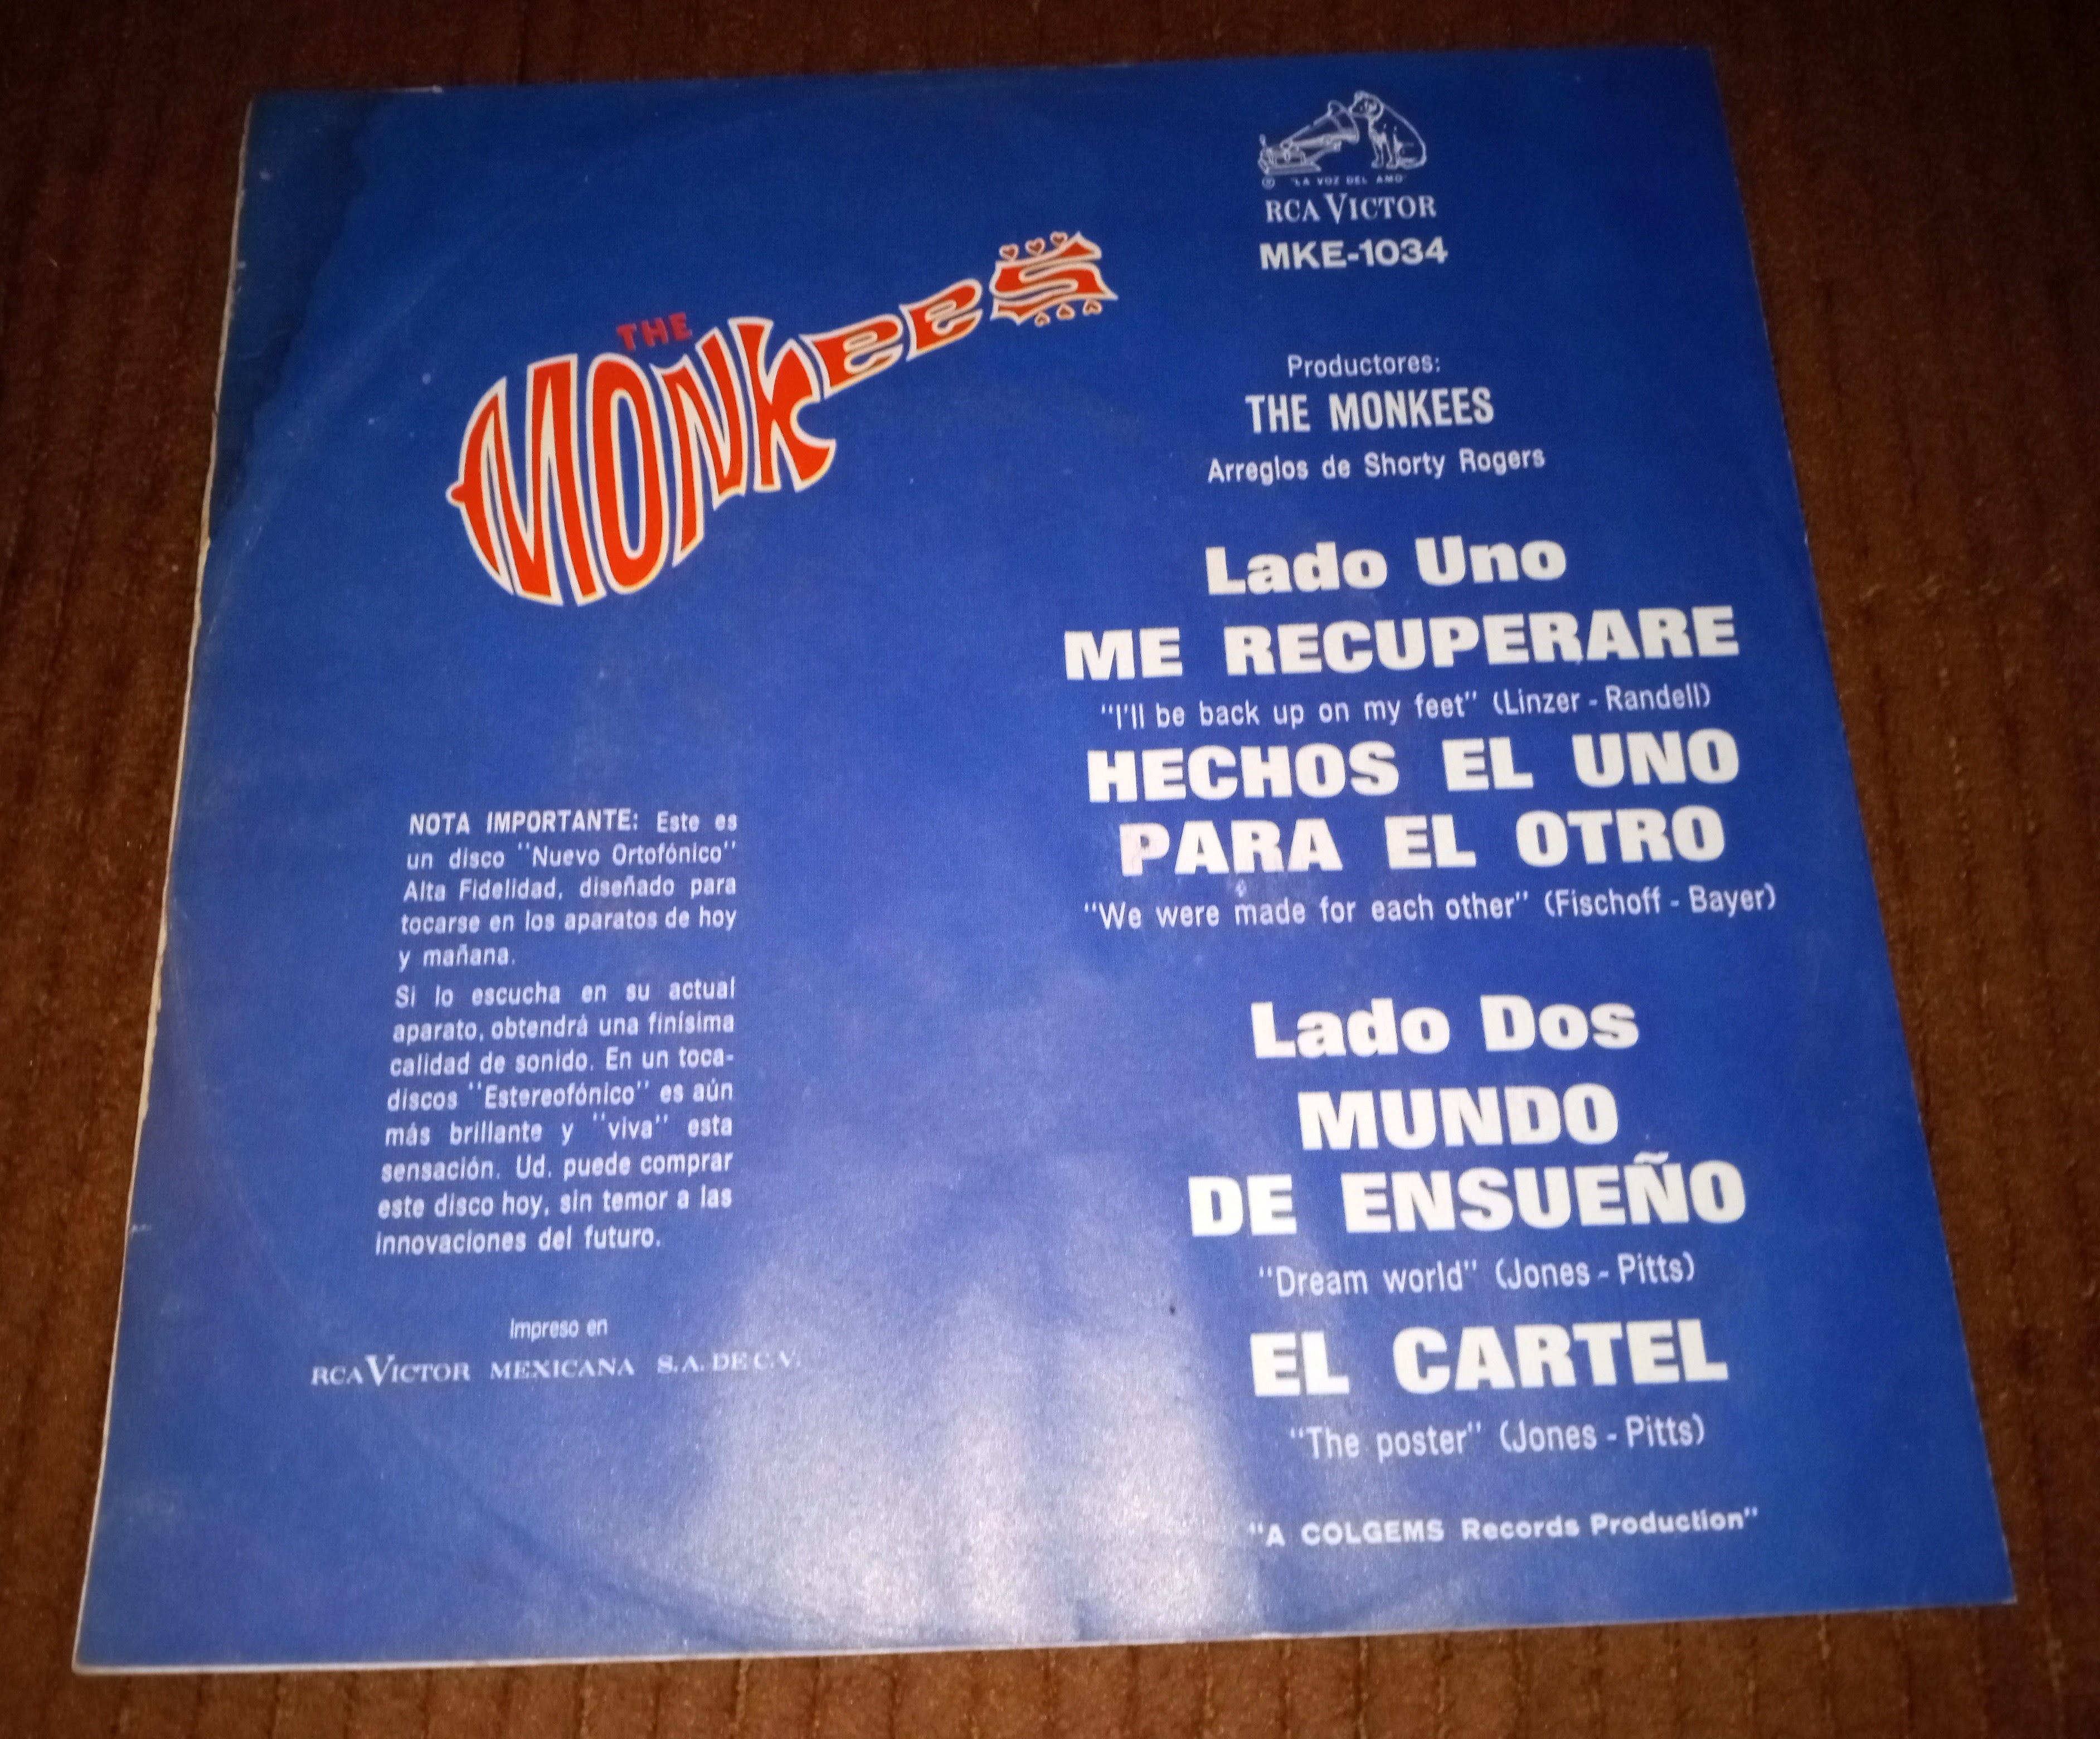 THE
MONKEES
® "LA VOZ DEL AMO"
RCA VICTOR
MKE-1034
Productores:
THE MONKEES
Arreglos de Shorty Rogers
Lado Uno
ME RECUPERARE
"I'll be back up on my feet" (Linzer - Randell)
HECHOS EL UNO
PARA EL OTRO
"We were made for each other" (Fischoff - Bayer)
Lado Dos
MUNDO
DE ENSUEÑO
"Dream world" (Jones - Pitts)
EL CARTEL
"The poster" (Jones - Pitts)
"A COLGEMS Records Production"
NOTA IMPORTANTE: Este es
un disco "Nuevo Ortofónico"
Alta Fidelidad, diseñado para
tocarse en los aparatos de hoy
y mañana.
Si lo escucha en su actual
aparato, obtendrá una finísima
calidad de sonido. En un toca-
discos "Estereofónico" es aún
más brillante y "viva" esta
sensación. Ud. puede comprar
este disco hoy, sin temor a las
innovaciones del futuro.
Impreso en
RCA VICTOR MEXICANA S.A. DE C.V.